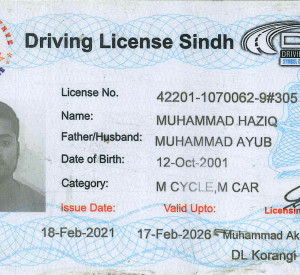 Driving License Sindh
DRIVING
License No. 42201-1070062-9#305
Name: MUHAMMAD HAZIQ
Father/Husband: MUHAMMAD AYUB
Date of Birth: 12-Oct-2001
Category: M CYCLE,M CAR
Issue Date: Valid Upto: Licensin
18-Feb-2021 17-Feb-2026 Muhammad Ak
DL Korangi